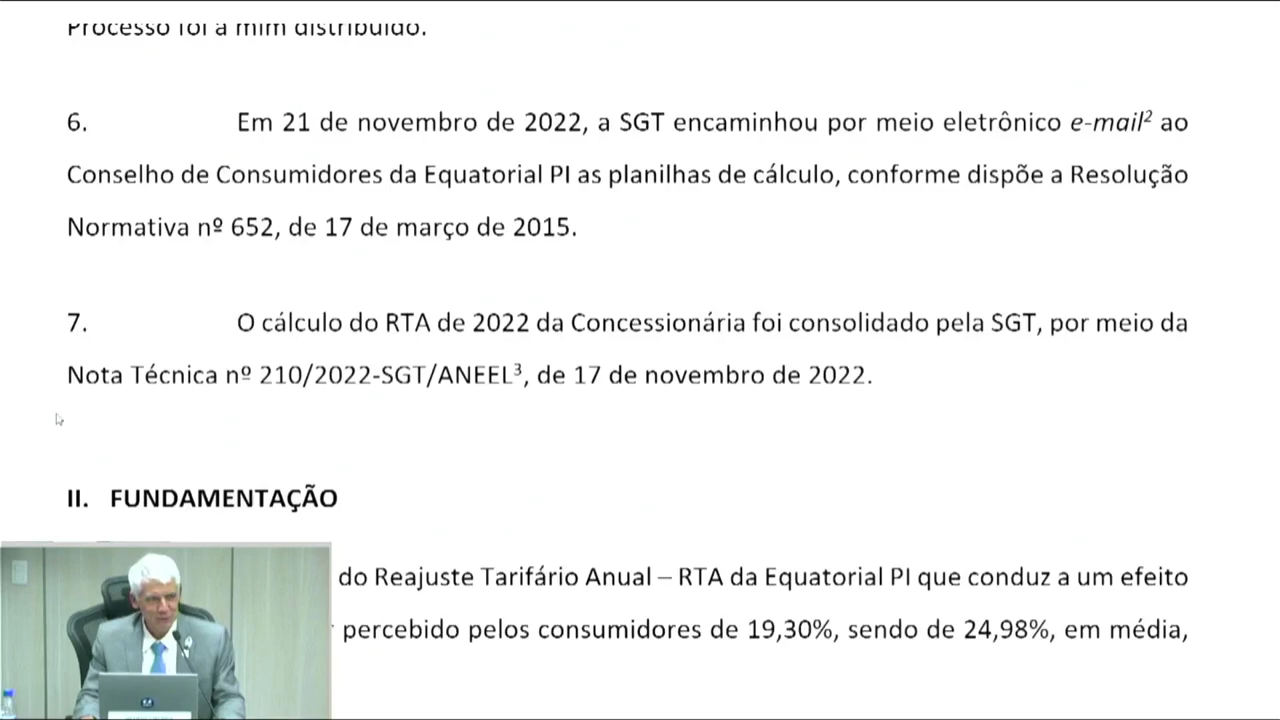 Processo foi a mim distribuído.
6. Em 21 de novembro de 2022, a SGT encaminhou por meio eletrônico e-mail² ao
Conselho de Consumidores da Equatorial PI as planilhas de cálculo, conforme dispõe a Resolução
Normativa nº 652, de 17 de março de 2015.
7. O cálculo do RTA de 2022 da Concessionária foi consolidado pela SGT, por meio da
Nota Técnica nº 210/2022-SGT/ANEEL³, de 17 de novembro de 2022.
II. FUNDAMENTAÇÃO
do Reajuste Tarifário Anual – RTA da Equatorial PI que conduz a um efeito
percebido pelos consumidores de 19,30%, sendo de 24,98%, em média,